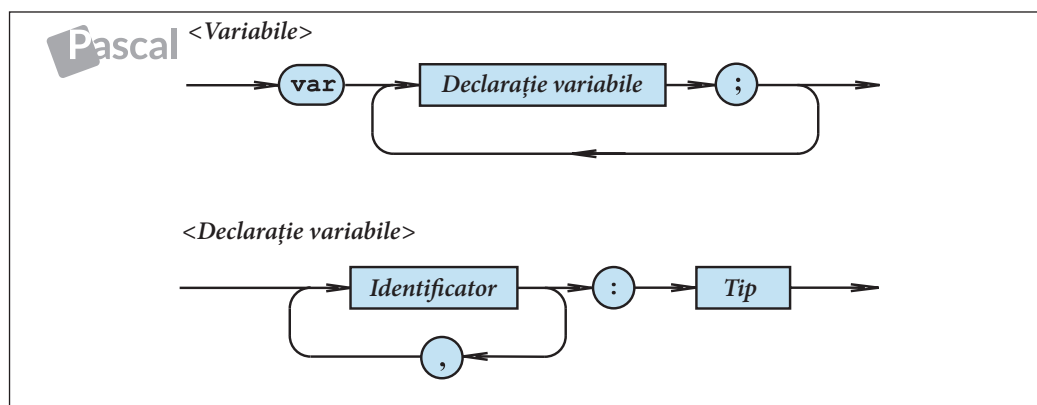 Pascal
<Variabile>
var
Declarație variabile
;
<Declarație variabile>
Identificator
:
Tip
,